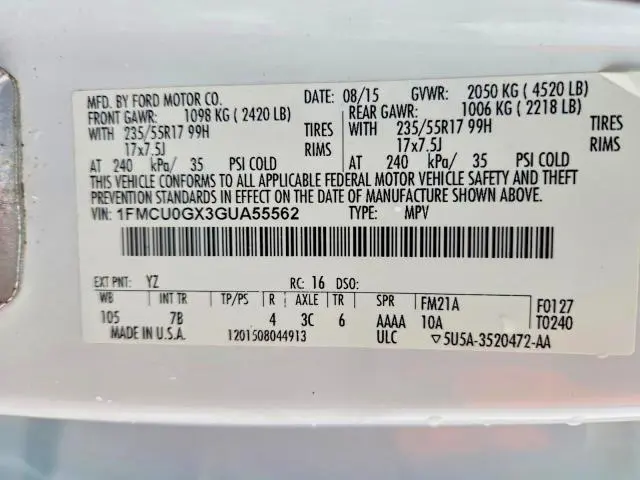 MFD. BY FORD MOTOR CO. DATE: 08/15 GVWR: 2050 KG (4520 LB)
FRONT GAWR: 1098 KG (2420 LB) REAR GAWR: 1006 KG (2218 LB)
WITH 235/55R17 99H TIRES WITH 235/55R17 99H TIRES
17x7.5J RIMS 17x7.5J RIMS
AT 240 kPa/ 35 PSI COLD AT 240 kPa/ 35 PSI COLD
THIS VEHICLE CONFORMS TO ALL APPLICABLE FEDERAL MOTOR VEHICLE SAFETY AND THEFT
PREVENTION STANDARDS IN EFFECT ON THE DATE OF MANUFACTURE SHOWN ABOVE.
VIN: 1FMCU0GX3GUA55562 TYPE: MPV
EXT PNT: YZ RC: 16 DSO:
WB INT TR TP/PS R AXLE TR SPR FM21A F0127
105 7B 4 3C 6 AAAA 10A T0240
MADE IN U.S.A. 1201508044913 ULC ▽5U5A-3520472-AA